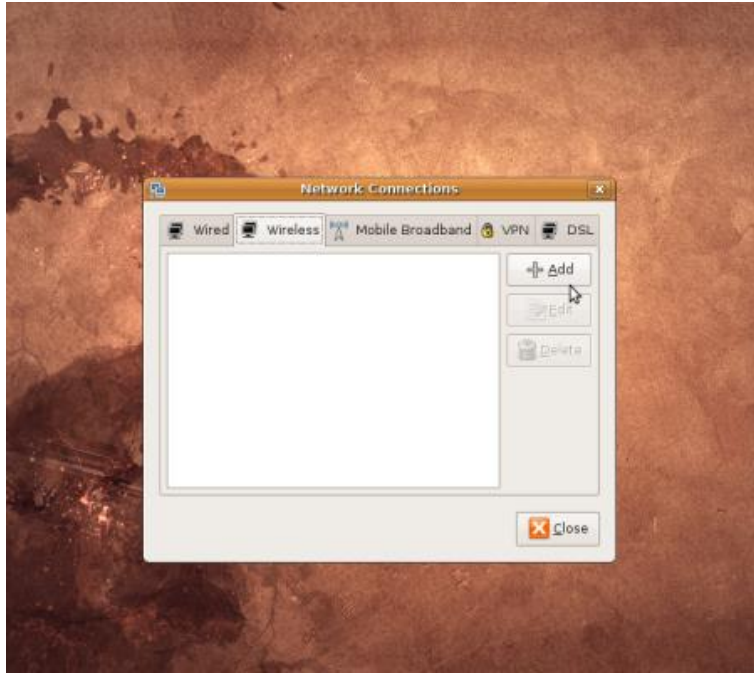 Network Connections
Wired Wireless Mobile Broadband VPN DSL
Add
Edit
Delete
Close